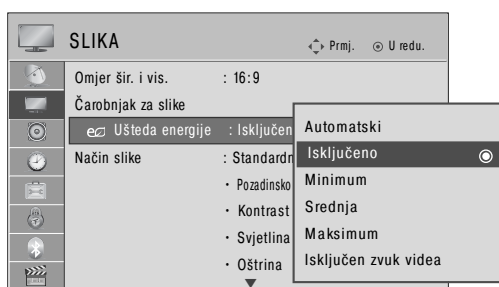 SLIKA
Prmj. U redu.
Omjer šir. i vis. : 16:9
Čarobnjak za slike
Ušteda energije : Isključen
Način slike : Standardn
• Pozadinsko
• Kontrast
• Svjetlina
• Oštrina
Automatski
Isključeno
Minimum
Srednja
Maksimum
Isključen zvuk videa